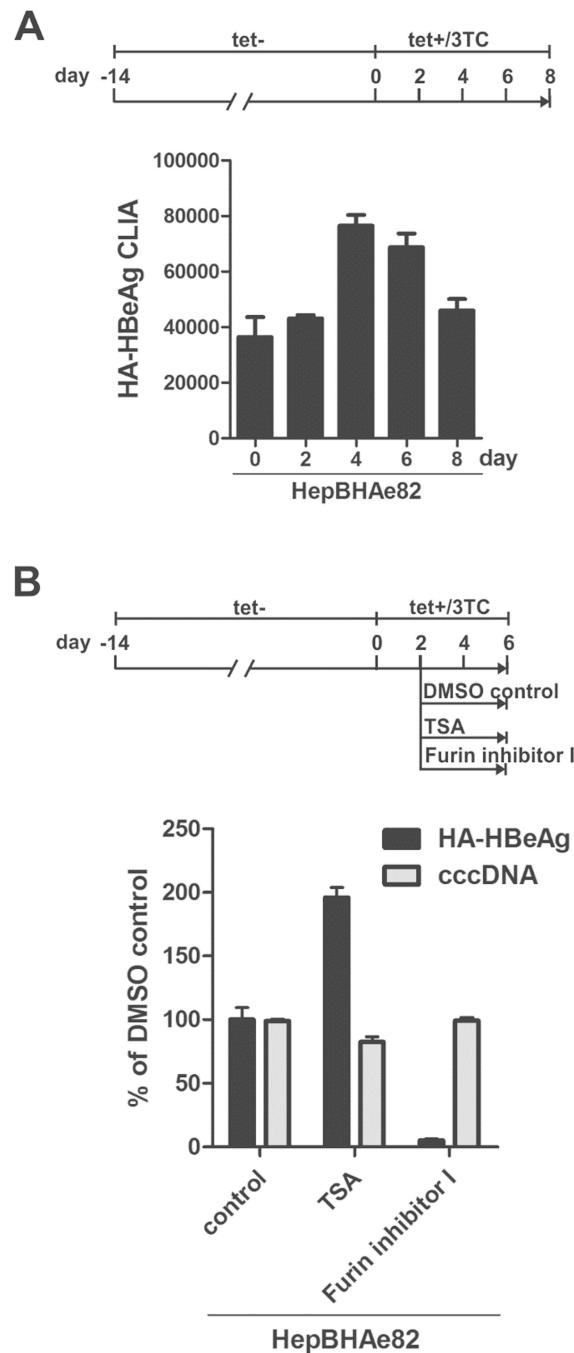 A
tet- tet+/3TC
day -14 0 2 4 6 8
100000
80000
60000
40000
20000
0
HA-HBeAg CLIA
0 2 4 6 8 day
HepBHAe82
B
tet- tet+/3TC
day -14 0 2 4 6
DMSO control
TSA
Furin inhibitor I
250
200
150
100
50
0
% of DMSO control
HA-HBeAg
cccDNA
control
TSA
Furin inhibitor I
HepBHAe82